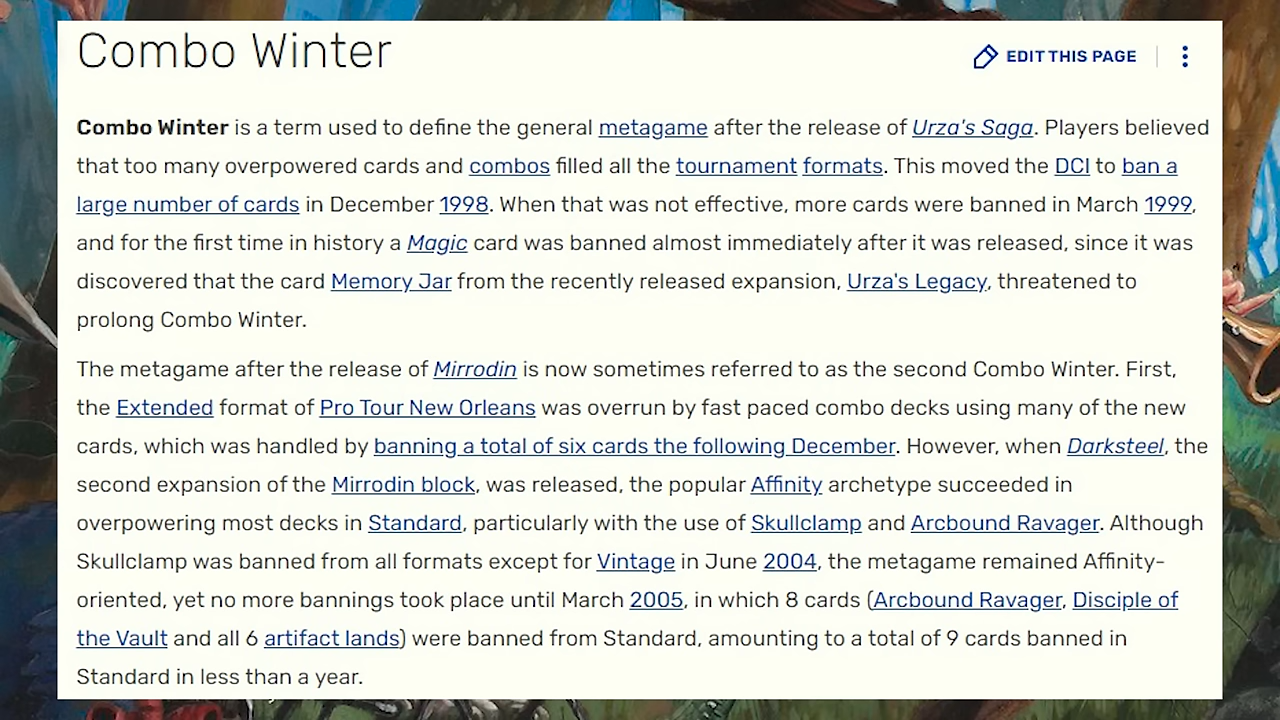 Combo Winter
EDIT THIS PAGE
Combo Winter is a term used to define the general metagame after the release of Urza's Saga. Players believed
that too many overpowered cards and combos filled all the tournament formats. This moved the DCI to ban a
large number of cards in December 1998. When that was not effective, more cards were banned in March 1999,
and for the first time in history a Magic card was banned almost immediately after it was released, since it was
discovered that the card Memory Jar from the recently released expansion, Urza's Legacy, threatened to
prolong Combo Winter.
The metagame after the release of Mirrodin is now sometimes referred to as the second Combo Winter. First,
the Extended format of Pro Tour New Orleans was overrun by fast paced combo decks using many of the new
cards, which was handled by banning a total of six cards the following December. However, when Darksteel, the
second expansion of the Mirrodin block, was released, the popular Affinity archetype succeeded in
overpowering most decks in Standard, particularly with the use of Skullclamp and Arcbound Ravager. Although
Skullclamp was banned from all formats except for Vintage in June 2004, the metagame remained Affinity-
oriented, yet no more bannings took place until March 2005, in which 8 cards (Arcbound Ravager, Disciple of
the Vault and all 6 artifact lands) were banned from Standard, amounting to a total of 9 cards banned in
Standard in less than a year.